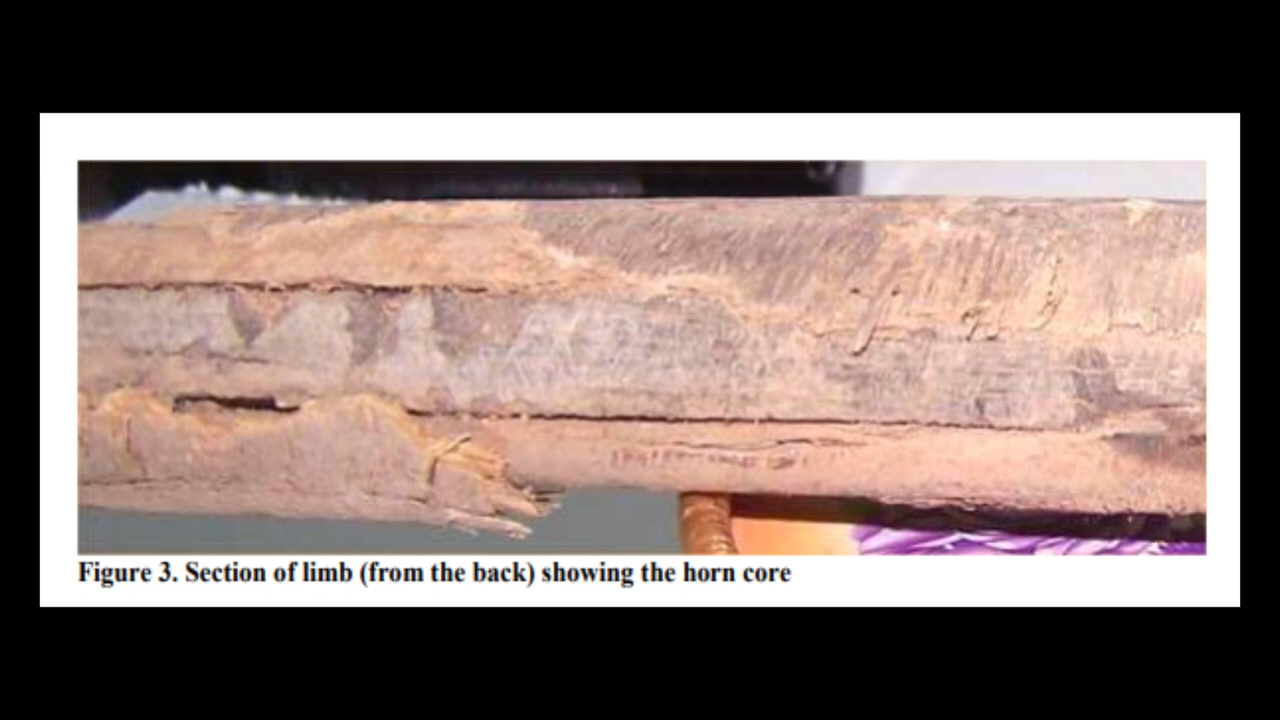 Figure 3. Section of limb (from the back) showing the horn core